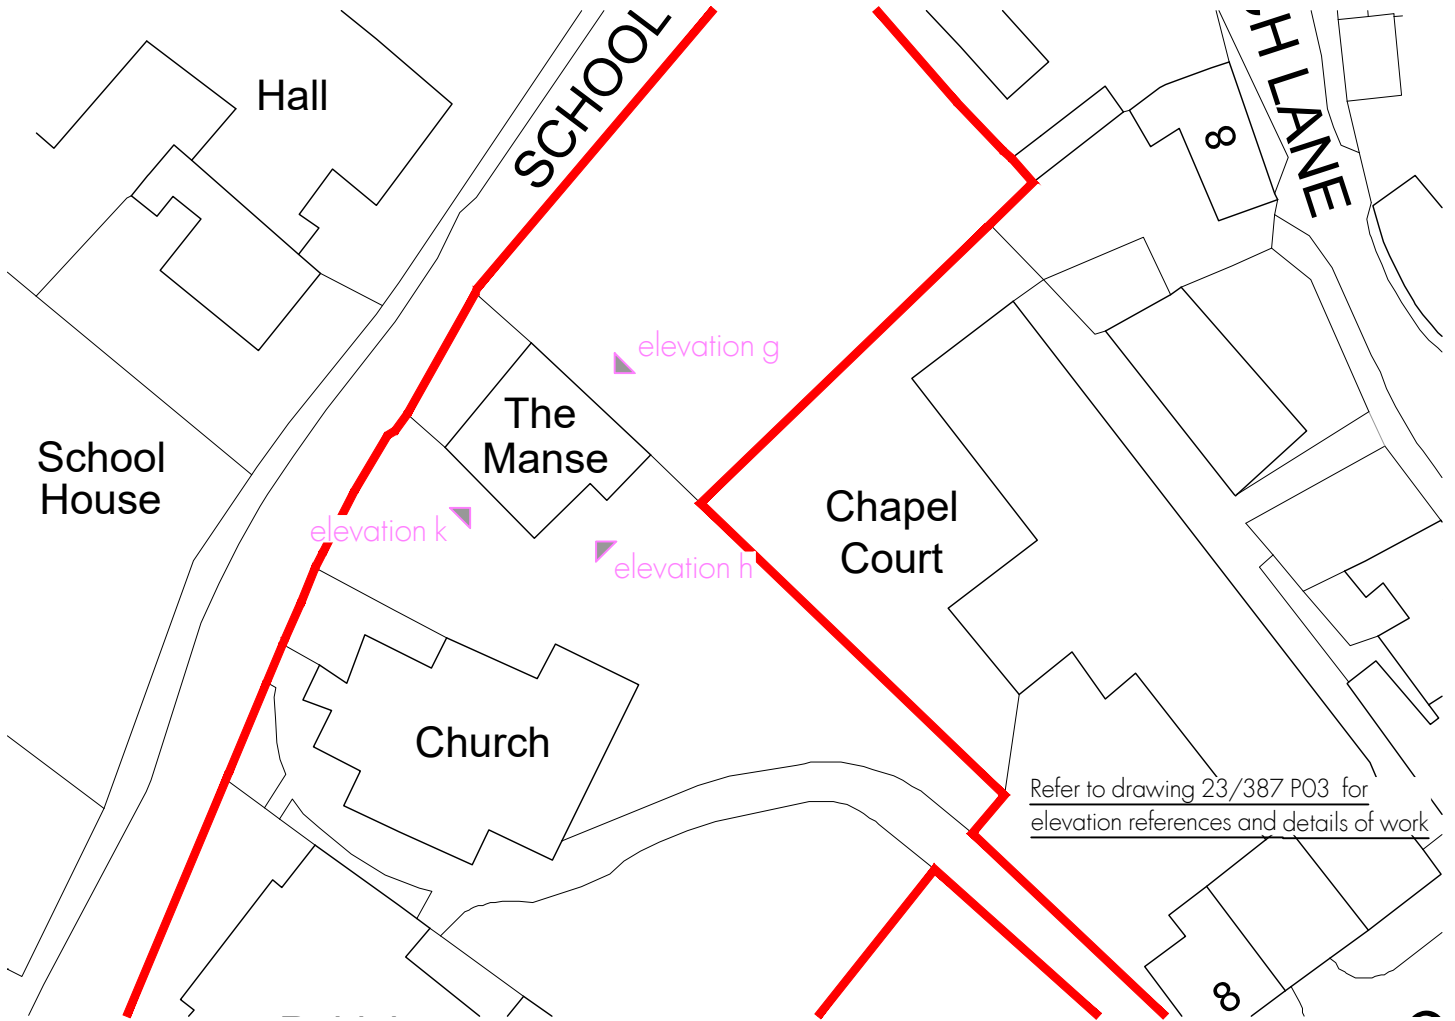 SCHOOL
CH LANE
Hall
8
elevation g
The
Manse
School
House
Chapel
Court
elevation k
elevation h
Church
Refer to drawing 23/387 P03 for
elevation references and details of work
8